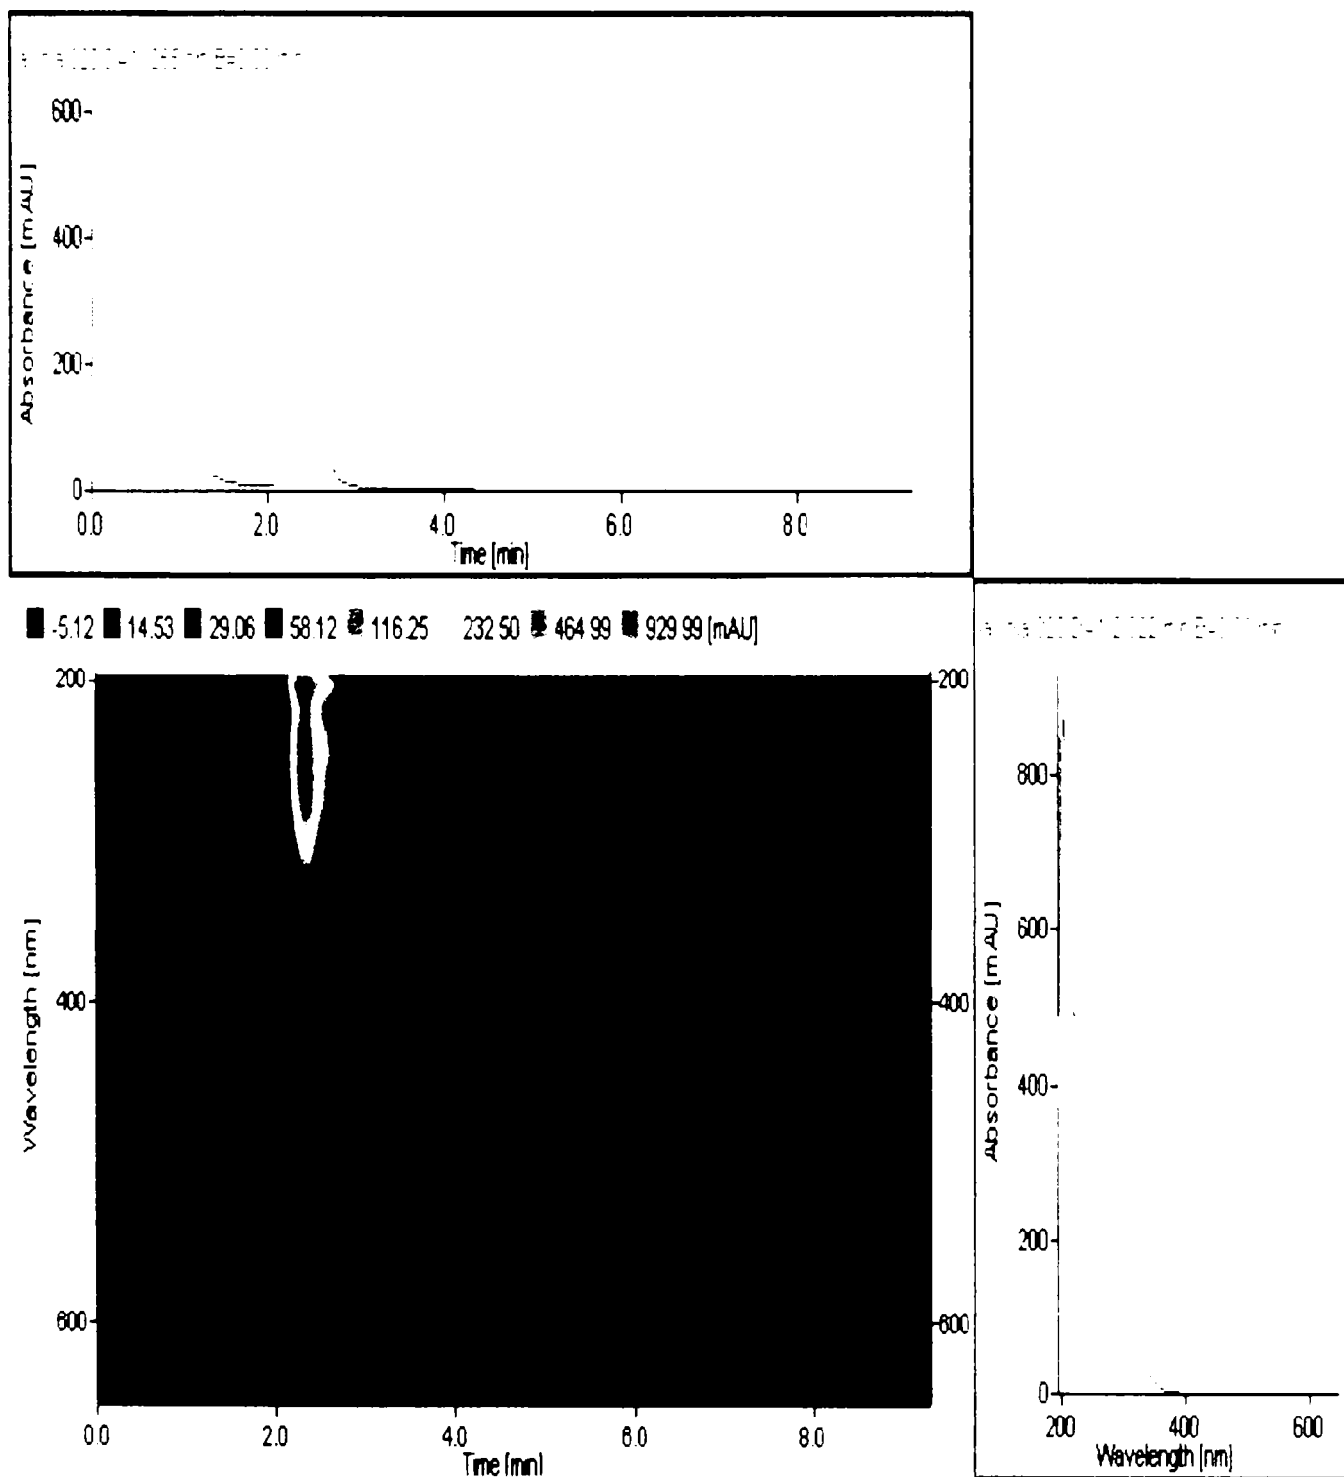 600
Absorbance [mAU]
400
200
0
0.0 2.0 4.0 6.0 8.0
Time [min]
-5.12 14.53 29.06 58.12 116.25 232.50 464.99 929.99 [mAU]
200 200
Wavelength [nm]
400 400
600 600
0.0 2.0 4.0 6.0 8.0
Time [min]
800
Absorbance [mAU]
600
400
200
0
200 400 600
Wavelength [nm]